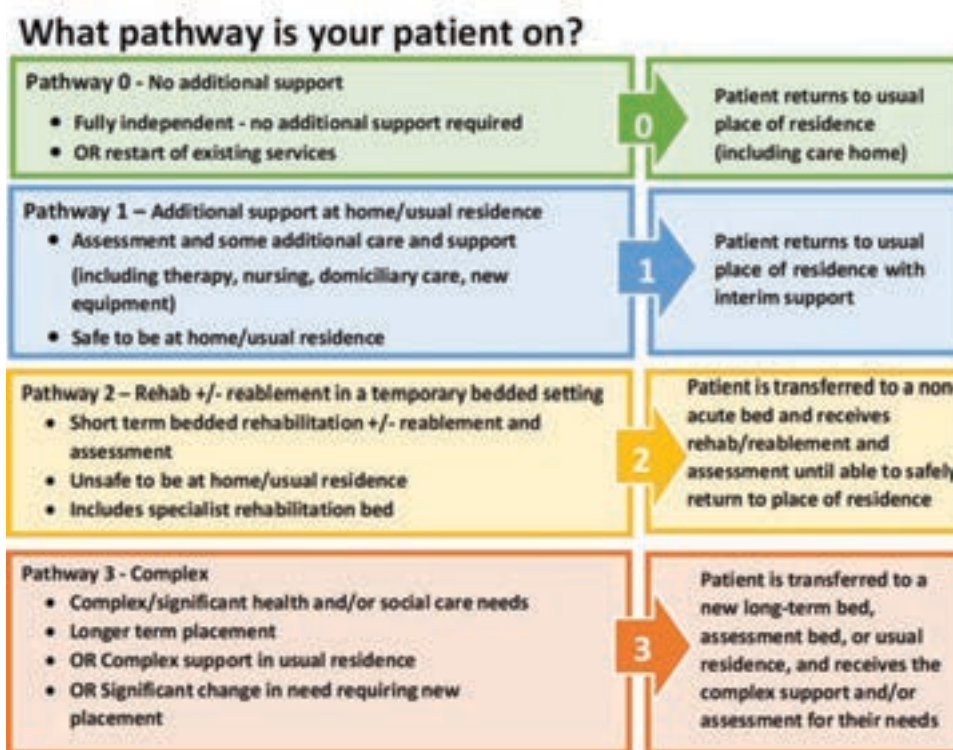 What pathway is your patient on?
Pathway 0 - No additional support
• Fully independent - no additional support required
• OR restart of existing services
0
Patient returns to usual
place of residence
(including care home)
Pathway 1 – Additional support at home/usual residence
• Assessment and some additional care and support
(including therapy, nursing, domiciliary care, new
equipment)
• Safe to be at home/usual residence
1
Patient returns to usual
place of residence with
interim support
Pathway 2 – Rehab +/- reablement in a temporary bedded setting
• Short term bedded rehabilitation +/- reablement and
assessment
• Unsafe to be at home/usual residence
• Includes specialist rehabilitation bed
2
Patient is transferred to a non
acute bed and receives
rehab/reablement and
assessment until able to safely
return to place of residence
Pathway 3 - Complex
• Complex/significant health and/or social care needs
• Longer term placement
• OR Complex support in usual residence
• OR Significant change in need requiring new
placement
3
Patient is transferred to a
new long-term bed,
assessment bed, or usual
residence, and receives the
complex support and/or
assessment for their needs